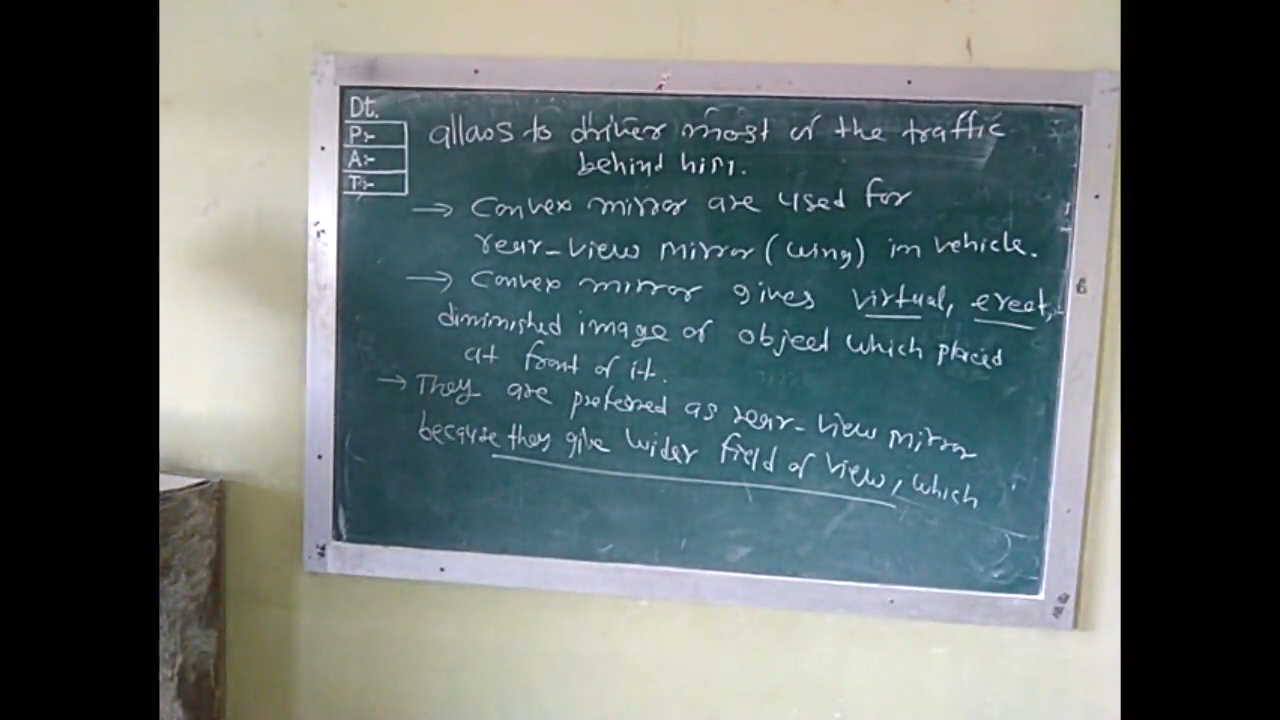 Dt.
P:-
A:-
T:-
allows to driver most of the traffic
behind him.
→ Convex mirror are used for
rear-view mirror (wing) in vehicle.
→ Convex mirror gives virtual, erect,
diminished image of object which placed
at front of it.
→ They are preferred as rear-view mirror
because they give wider field of view, which